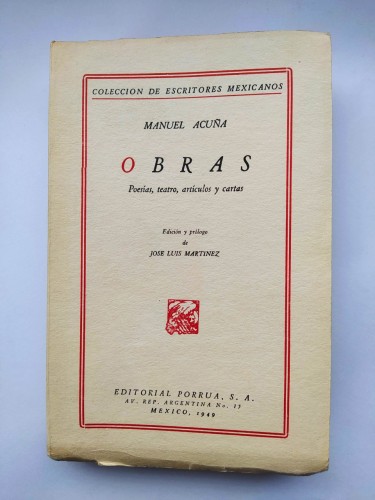 COLECCION DE ESCRITORES MEXICANOS
MANUEL ACUÑA
OBRAS
Poesías, teatro, artículos y cartas
Edición y prólogo
de
JOSE LUIS MARTINEZ
EDITORIAL PORRUA, S. A.
AV. REP. ARGENTINA No. 15
MEXICO, 1949